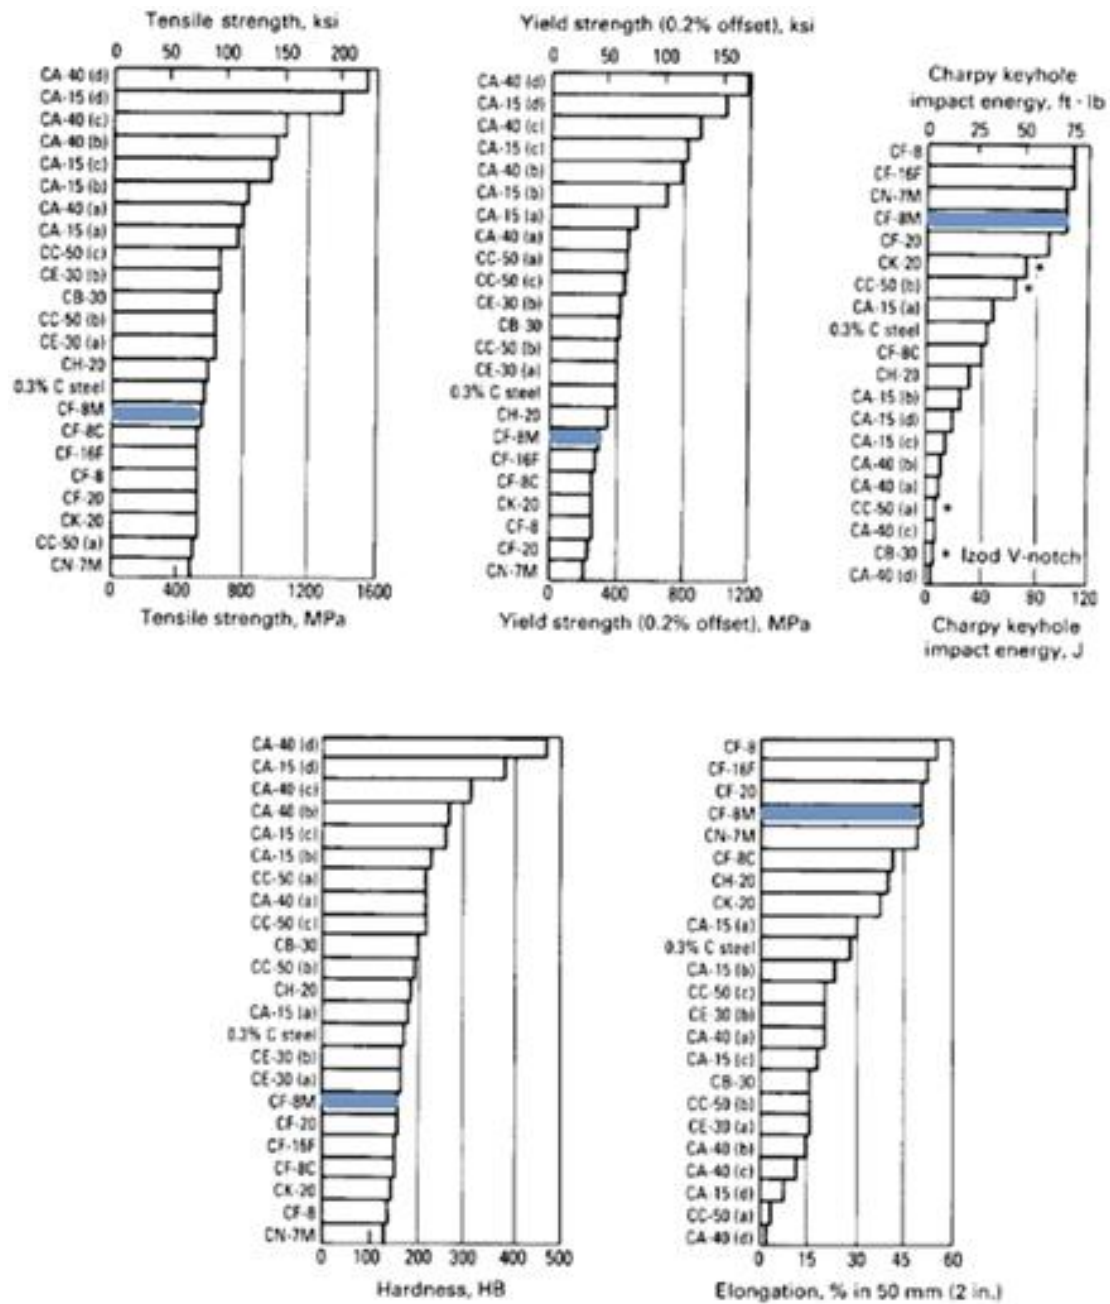 Tensile strength, ksi
0 50 100 150 200
CA-40 (d)
CA-15 (d)
CA-40 (c)
CA-40 (b)
CA-15 (c)
CA-15 (b)
CA-40 (a)
CA-15 (a)
CC-50 (c)
CE-30 (b)
CB-30
CC-50 (b)
CE-30 (a)
CH-20
0.3% C steel
CF-8M
CF-8C
CF-16F
CF-8
CF-20
CK-20
CC-50 (a)
CN-7M
0 400 800 1200 1600
Tensile strength, MPa
Yield strength (0.2% offset), ksi
0 50 100 150
CA-40 (d)
CA-15 (d)
CA-40 (c)
CA-15 (c)
CA-40 (b)
CA-15 (b)
CA-15 (a)
CA-40 (a)
CC-50 (a)
CC-50 (c)
CE-30 (b)
CB-30
CC-50 (b)
CE-30 (a)
0.3% C steel
CH-20
CF-8M
CF-16F
CF-8C
CK-20
CF-8
CF-20
CN-7M
0 400 800 1200
Yield strength (0.2% offset), MPa
Charpy keyhole
impact energy, ft · lb
0 25 50 75
CF-8
CF-16F
CN-7M
CF-8M
CF-20
CK-20 *
CC-50 (b) *
CA-15 (a)
0.3% C steel
CF-8C
CH-20
CA-15 (b)
CA-15 (d)
CA-15 (c)
CA-40 (b)
CA-40 (a)
CC-50 (a) *
CA-40 (c)
CB-30 * Izod V-notch
CA-40 (d)
0 40 80 120
Charpy keyhole
impact energy, J
CA-40 (d)
CA-15 (d)
CA-40 (c)
CA-40 (b)
CA-15 (c)
CA-15 (b)
CC-50 (a)
CA-40 (a)
CC-50 (c)
CB-30
CC-50 (b)
CH-20
CA-15 (a)
0.3% C steel
CE-30 (b)
CE-30 (a)
CF-8M
CF-20
CF-16F
CF-8C
CK-20
CF-8
CN-7M
0 100 200 300 400 500
Hardness, HB
CF-8
CF-16F
CF-20
CF-8M
CN-7M
CF-8C
CH-20
CK-20
CA-15 (a)
0.3% C steel
CA-15 (b)
CC-50 (c)
CE-30 (b)
CA-40 (a)
CA-15 (c)
CB-30
CC-50 (b)
CE-30 (a)
CA-40 (b)
CA-40 (c)
CA-15 (d)
CC-50 (a)
CA-40 (d)
0 15 30 45 60
Elongation, % in 50 mm (2 in.)